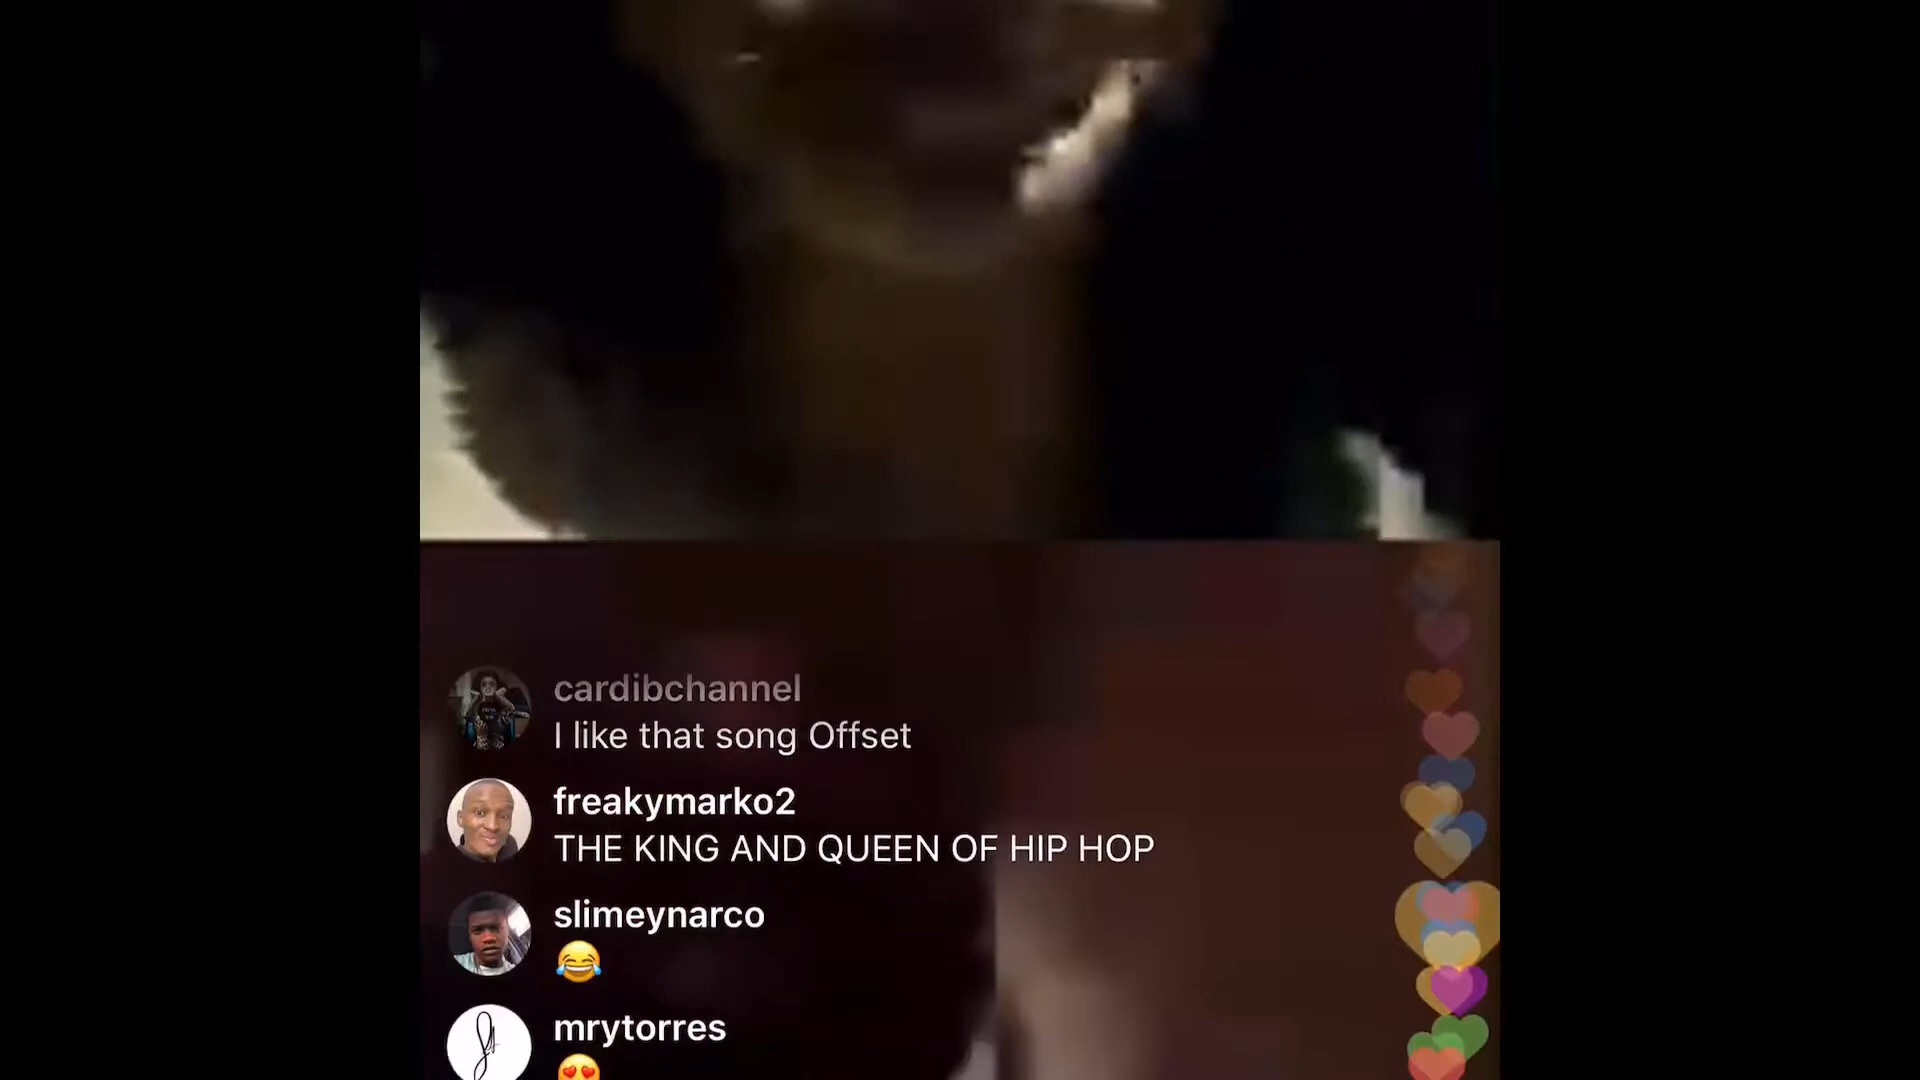 cardibchannel
I like that song Offset
freakymarko2
THE KING AND QUEEN OF HIP HOP
slimeynarco
😂
mrytorres
😍